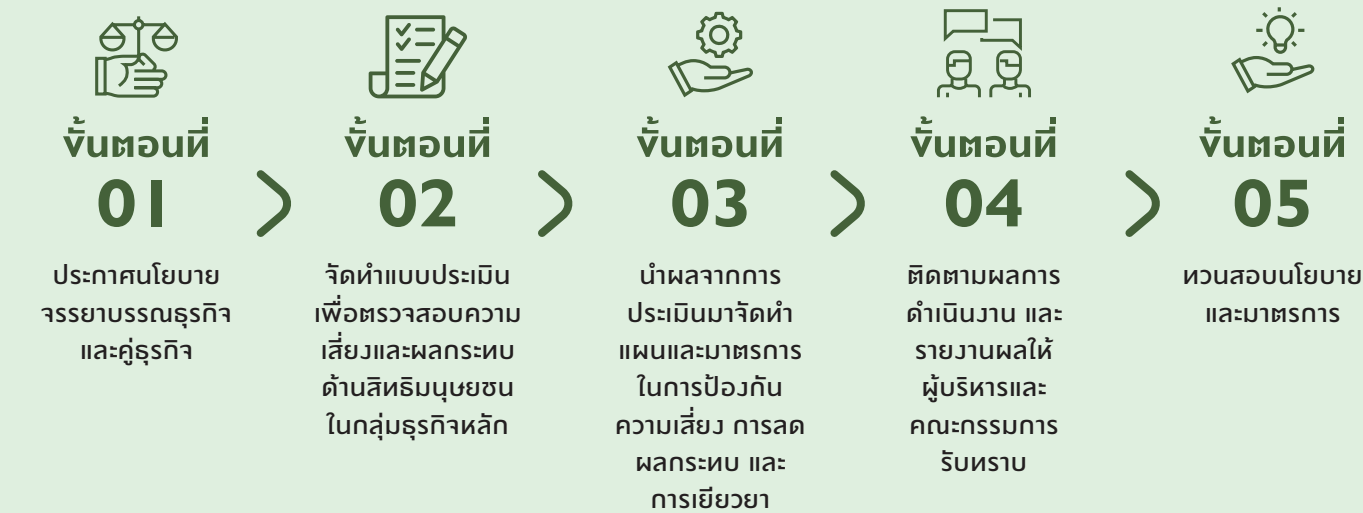 ขั้นตอนที่
01
ประกาศนโยบาย
จรรยาบรรณธุรกิจ
และคู่ธุรกิจ
ขั้นตอนที่
02
จัดทำแบบประเมิน
เพื่อตรวจสอบความ
เสี่ยงและผลกระทบ
ด้านสิทธิมนุษยชน
ในกลุ่มธุรกิจหลัก
ขั้นตอนที่
03
นำผลจากการ
ประเมินมาจัดทำ
แผนและมาตรการ
ในการป้องกัน
ความเสี่ยง การลด
ผลกระทบ และ
การเยียวยา
ขั้นตอนที่
04
ติดตามผลการ
ดำเนินงาน และ
รายงานผลให้
ผู้บริหารและ
คณะกรรมการ
รับทราบ
ขั้นตอนที่
05
ทวนสอบนโยบาย
และมาตรการ